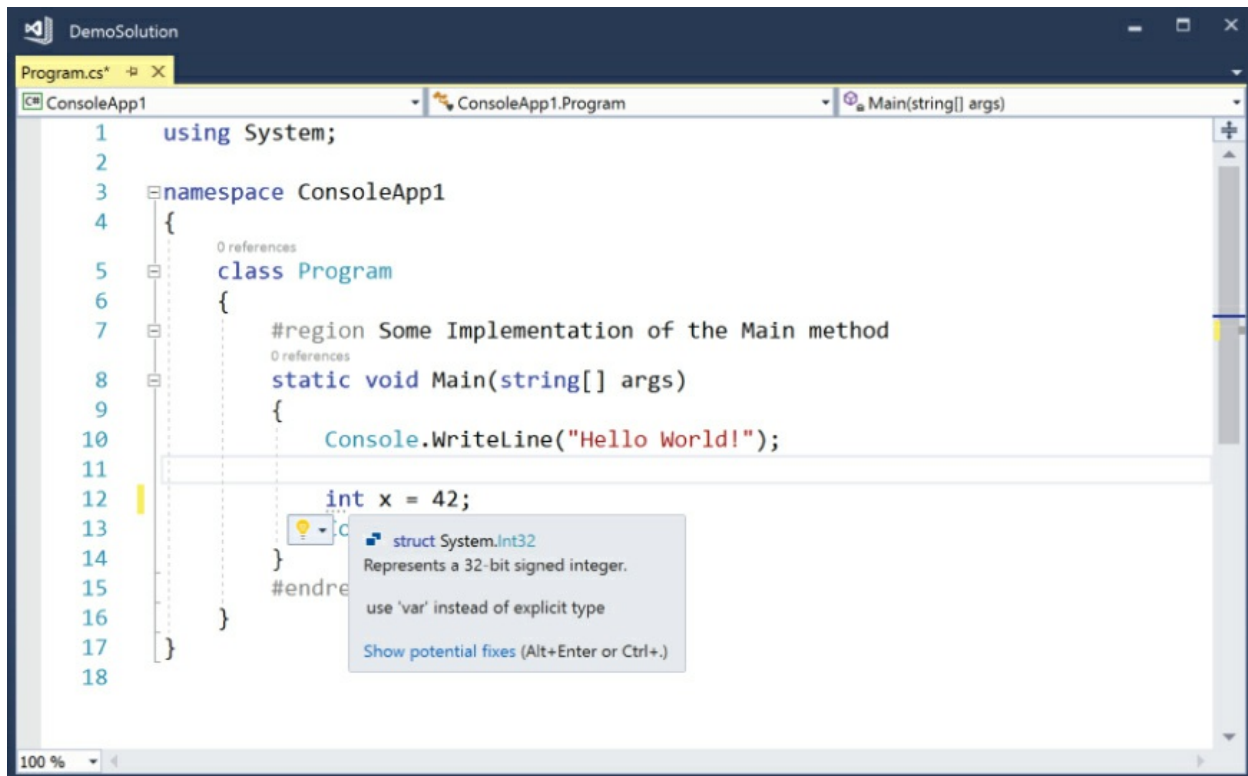 DemoSolution
Program.cs*
C# ConsoleApp1 ConsoleApp1.Program Main(string[] args)
1 using System;
2
3 namespace ConsoleApp1
4 {
0 references
5 class Program
6 {
7 #region Some Implementation of the Main method
0 references
8 static void Main(string[] args)
9 {
10 Console.WriteLine("Hello World!");
11
12 int x = 42;
13
struct System.Int32
14 }
Represents a 32-bit signed integer.
15 #endre
use 'var' instead of explicit type
16 }
17 }
Show potential fixes (Alt+Enter or Ctrl+.)
18
100 %